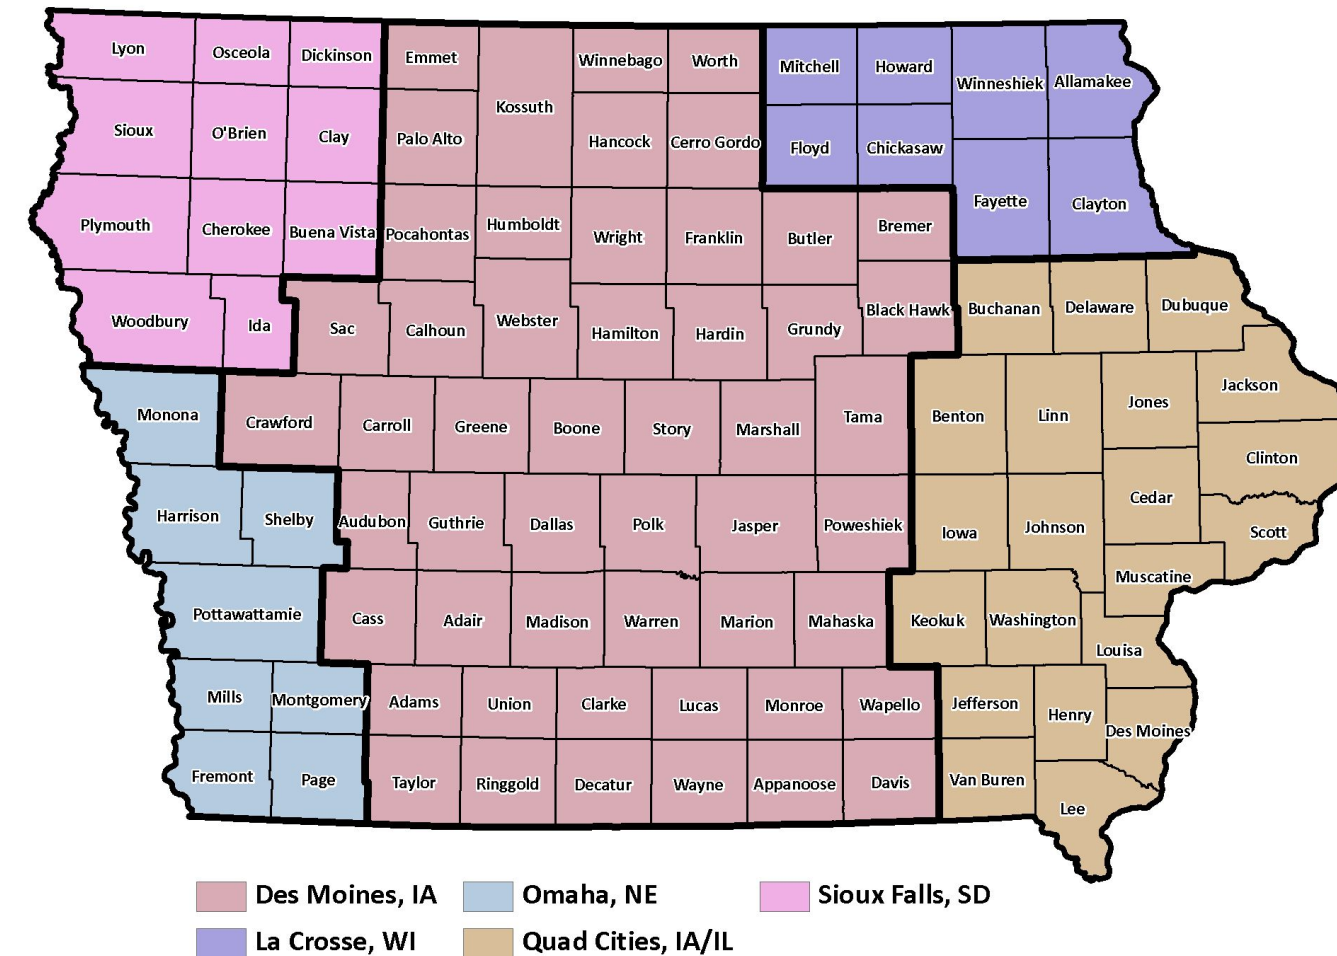 Lyon Osceola Dickinson Emmet Kossuth Winnebago Worth Mitchell Howard Winneshiek Allamakee
Sioux O'Brien Clay Palo Alto Hancock Cerro Gordo Floyd Chickasaw
Plymouth Cherokee Buena Vista Pocahontas Humboldt Wright Franklin Butler Bremer Fayette Clayton
Woodbury Ida Sac Calhoun Webster Hamilton Hardin Grundy Black Hawk Buchanan Delaware Dubuque
Monona Crawford Carroll Greene Boone Story Marshall Tama Benton Linn Jones Jackson
Clinton
Harrison Shelby Audubon Guthrie Dallas Polk Jasper Poweshiek Iowa Johnson Cedar Scott
Muscatine
Pottawattamie Cass Adair Madison Warren Marion Mahaska Keokuk Washington Louisa
Mills Montgomery Adams Union Clarke Lucas Monroe Wapello Jefferson Henry Des Moines
Fremont Page Taylor Ringgold Decatur Wayne Appanoose Davis Van Buren Lee
Des Moines, IA Omaha, NE Sioux Falls, SD
La Crosse, WI Quad Cities, IA/IL